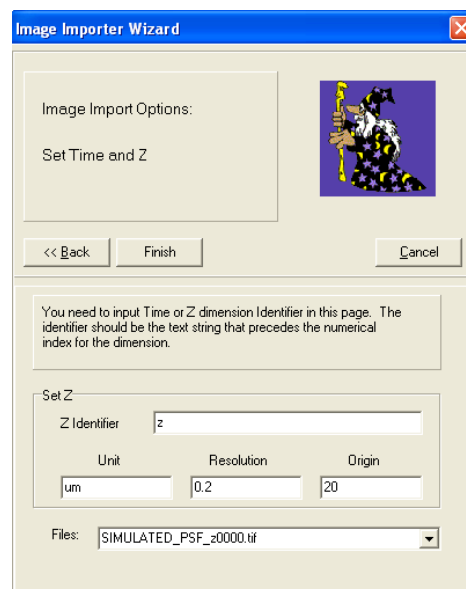 Image Importer Wizard
Image Import Options:
Set Time and Z
<< Back
Finish
Cancel
You need to input Time or Z dimension Identifier in this page. The
identifier should be the text string that precedes the numerical
index for the dimension.
Set Z
Z Identifier
z
Unit
Resolution
Origin
um
0.2
20
Files:
SIMULATED_PSF_z0000.tif